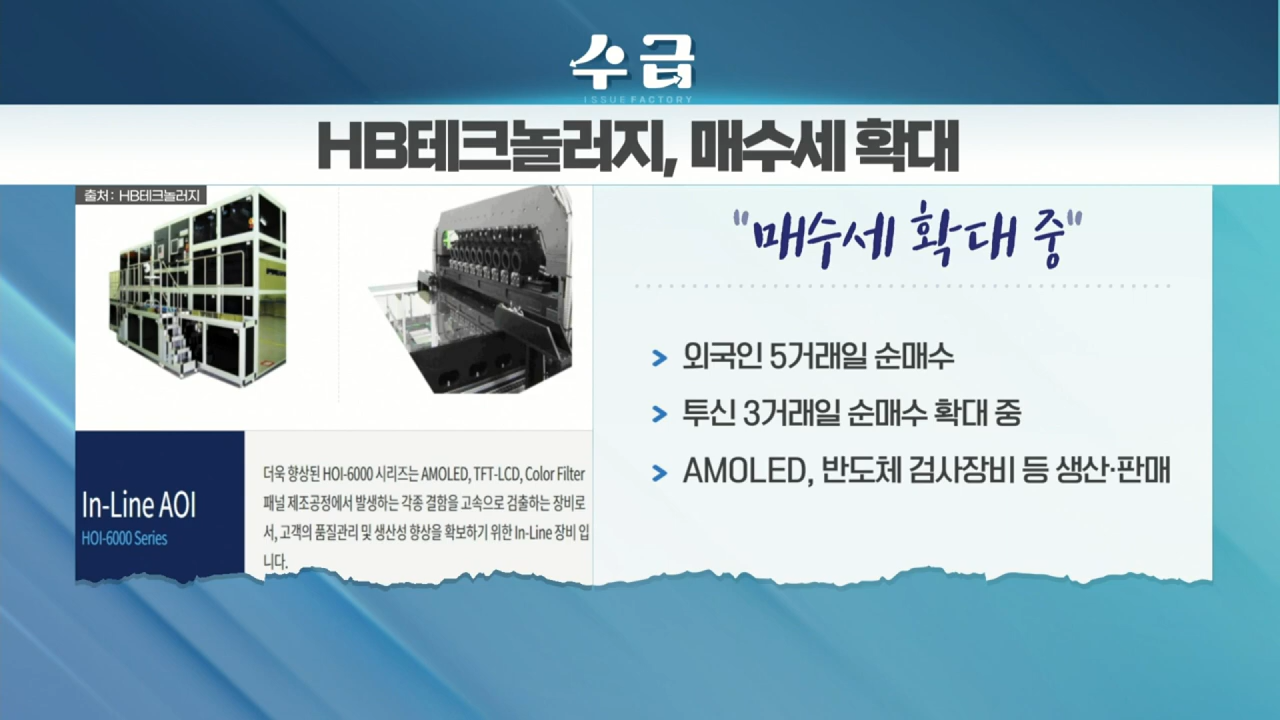 수급
ISSUE FACTORY
HB테크놀러지, 매수세 확대
출처 : HB테크놀러지
"매수세 확대 중"
> 외국인 5거래일 순매수
> 투신 3거래일 순매수 확대 중
> AMOLED, 반도체 검사장비 등 생산·판매
In-Line AOI
HOI-6000 Series
더욱 향상된 HOI-6000 시리즈는 AMOLED, TFT-LCD, Color Filter
패널 제조공정에서 발생하는 각종 결함을 고속으로 검출하는 장비로
서, 고객의 품질관리 및 생산성 향상을 확보하기 위한 In-Line 장비 입
니다.